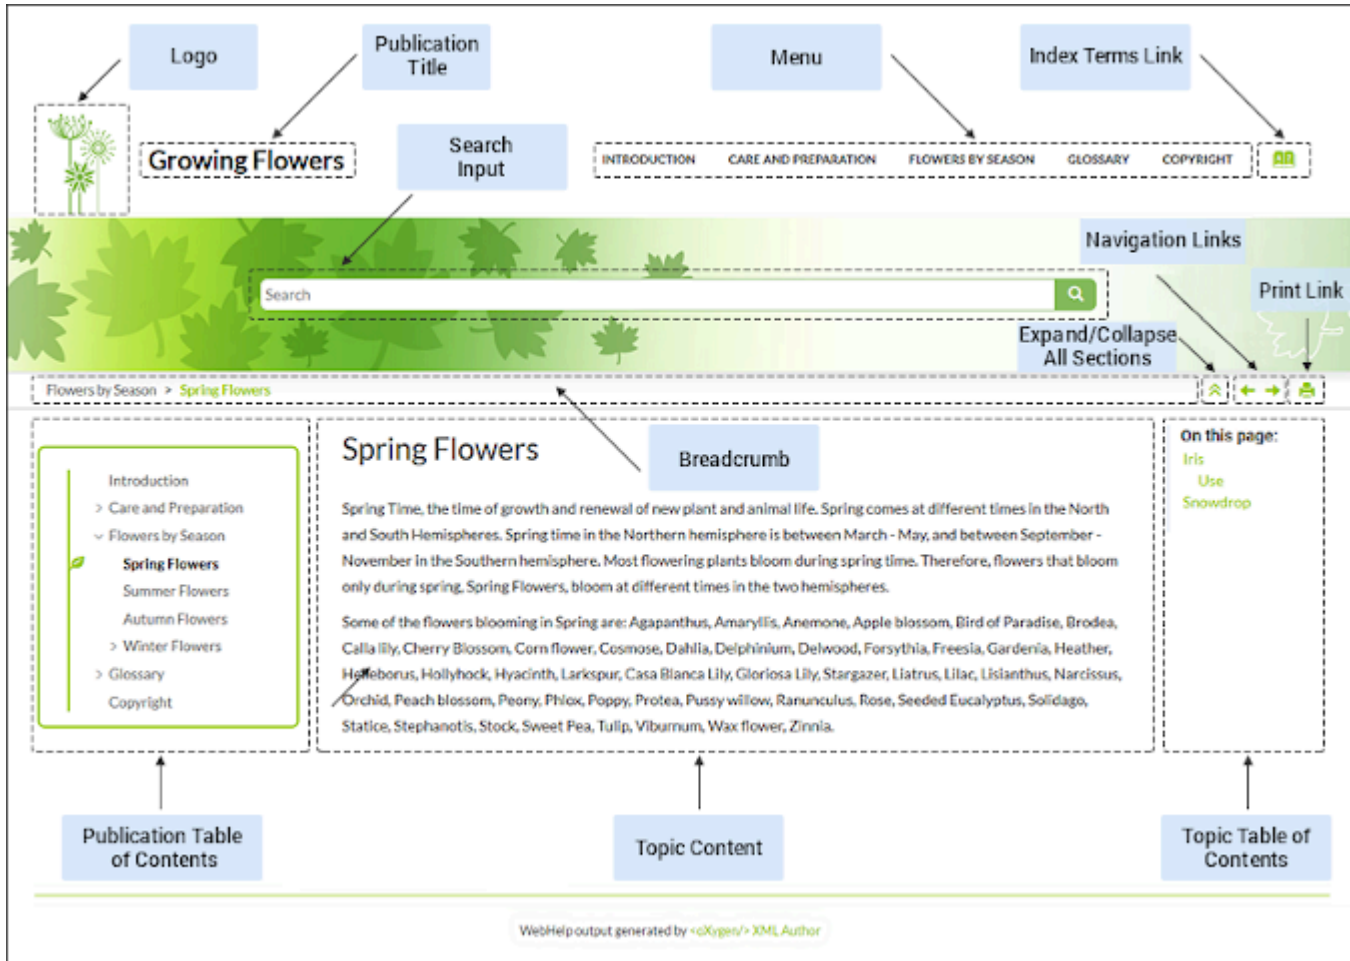 Logo
Publication
Title
Menu
Index Terms Link
Search
Input
Growing Flowers
INTRODUCTION CARE AND PREPARATION FLOWERS BY SEASON GLOSSARY COPYRIGHT
Navigation Links
Search
Print Link
Expand/Collapse
All Sections
Flowers by Season > Spring Flowers
Breadcrumb
Introduction
> Care and Preparation
Flowers by Season
Spring Flowers
Summer Flowers
Autumn Flowers
> Winter Flowers
> Glossary
Copyright
Spring Flowers
Spring Time, the time of growth and renewal of new plant and animal life. Spring comes at different times in the North
and South Hemispheres. Spring time in the Northern hemisphere is between March - May, and between September -
November in the Southern hemisphere. Most flowering plants bloom during spring time. Therefore, flowers that bloom
only during spring, Spring Flowers, bloom at different times in the two hemispheres.
Some of the flowers blooming in Spring are: Agapanthus, Amaryllis, Anemone, Apple blossom, Bird of Paradise, Brodea,
Calla lily, Cherry Blossom, Corn flower, Cosmose, Dahlia, Delphinium, Delwood, Forsythia, Freesia, Gardenia, Heather,
Helleborus, Hollyhock, Hyacinth, Larkspur, Casa Blanca Lily, Gloriosa Lily, Stargazer, Liatrus, Lilac, Lisianthus, Narcissus,
Orchid, Peach blossom, Peony, Phlox, Poppy, Protea, Pussy willow, Ranunculus, Rose, Seeded Eucalyptus, Solidago,
Statice, Stephanotis, Stock, Sweet Pea, Tulip, Viburnum, Wax flower, Zinnia.
On this page:
Iris
Use
Snowdrop
Publication Table
of Contents
Topic Content
Topic Table of
Contents
WebHelp output generated by <oXygen/> XML Author